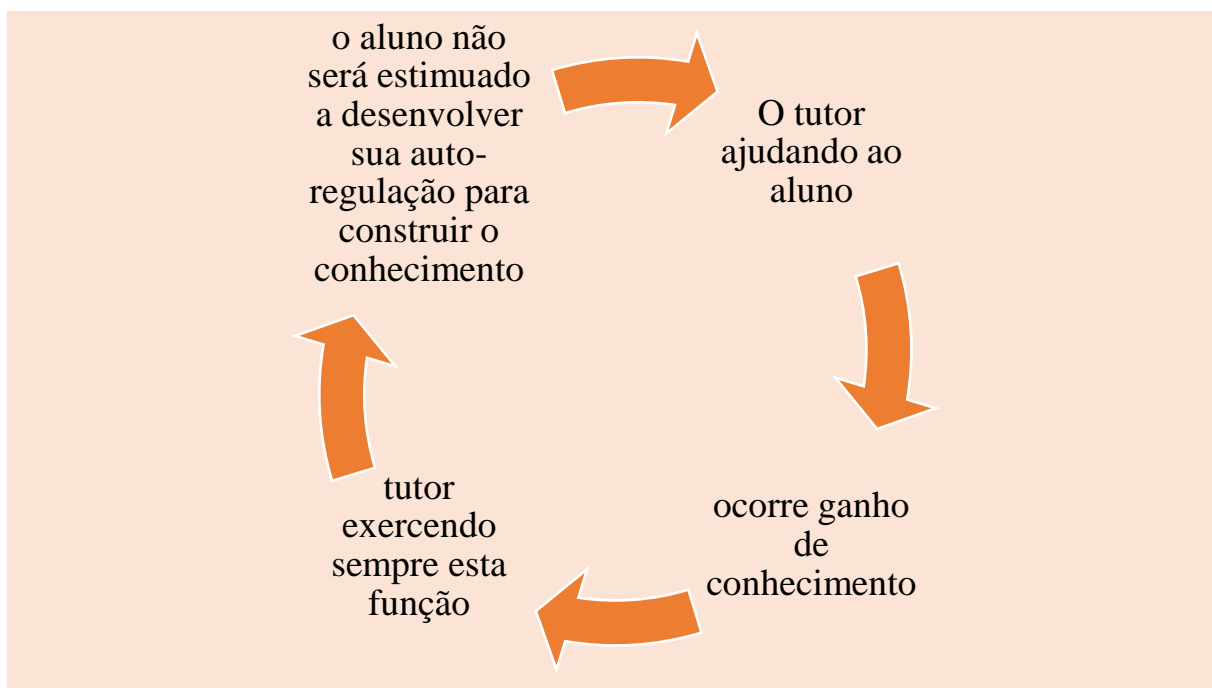 o aluno não
será estimuado
a desenvolver
sua auto-
regulação para
construir o
conhecimento
O tutor
ajudando ao
aluno
ocorre ganho
de
conhecimento
tutor
exercendo
sempre esta
função